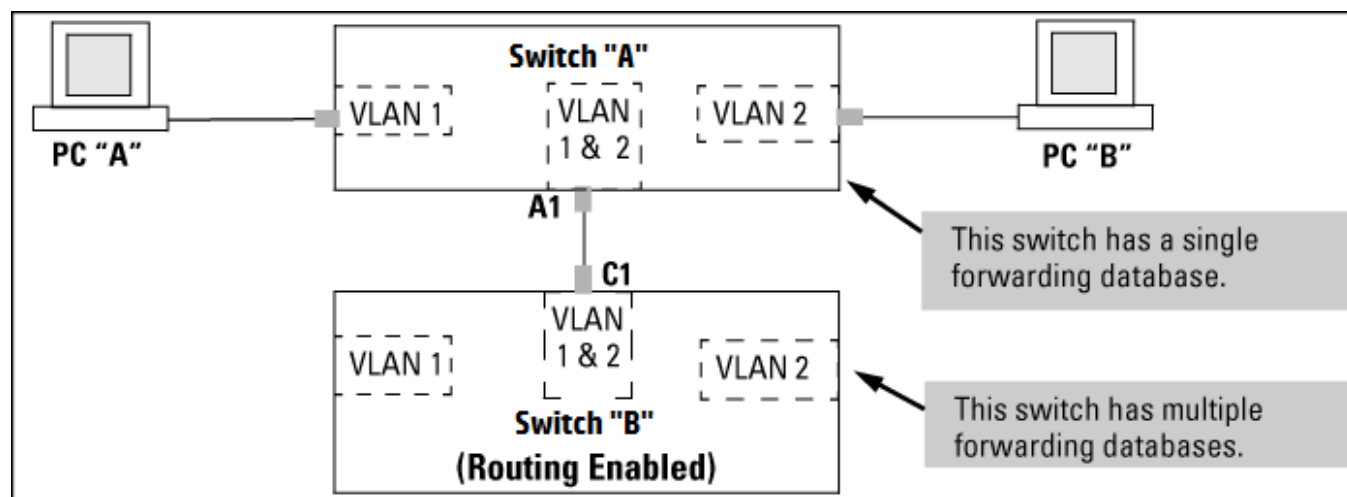 Switch "A"
VLAN 1
VLAN
1 & 2
VLAN 2
PC “A”
PC “B”
A1
This switch has a single
forwarding database.
C1
VLAN 1
VLAN
1 & 2
VLAN 2
Switch "B"
(Routing Enabled)
This switch has multiple
forwarding databases.